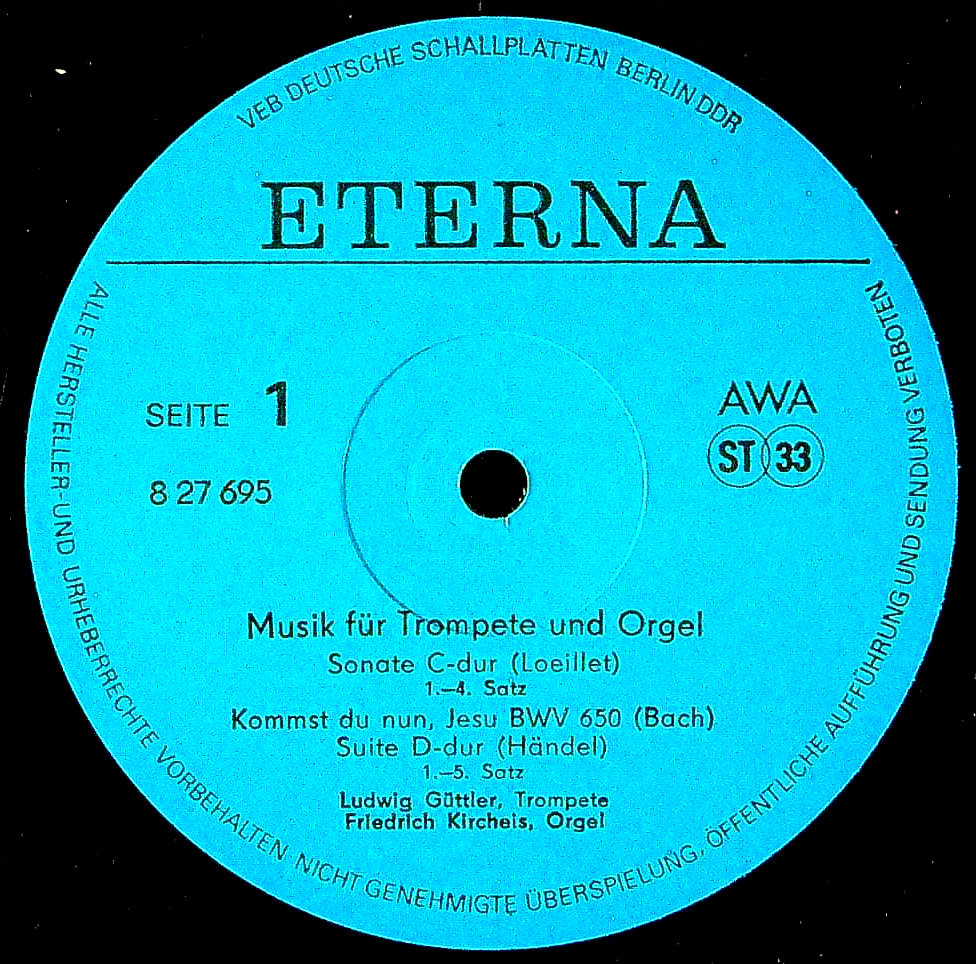 VEB DEUTSCHE SCHALLPLATTEN BERLIN DDR
ETERNA
SEITE 1
8 27 695
AWA
ST 33
Musik für Trompete und Orgel
Sonate C-dur (Loeillet)
1.—4. Satz
Kommst du nun, Jesu BWV 650 (Bach)
Suite D-dur (Händel)
1.—5. Satz
Ludwig Güttler, Trompete
Friedrich Kircheis, Orgel
ALLE HERSTELLER- UND URHEBERRECHTE VORBEHALTEN NICHT GENEHMIGTE ÜBERSPIELUNG, ÖFFENTLICHE AUFFÜHRUNG UND SENDUNG VERBOTEN